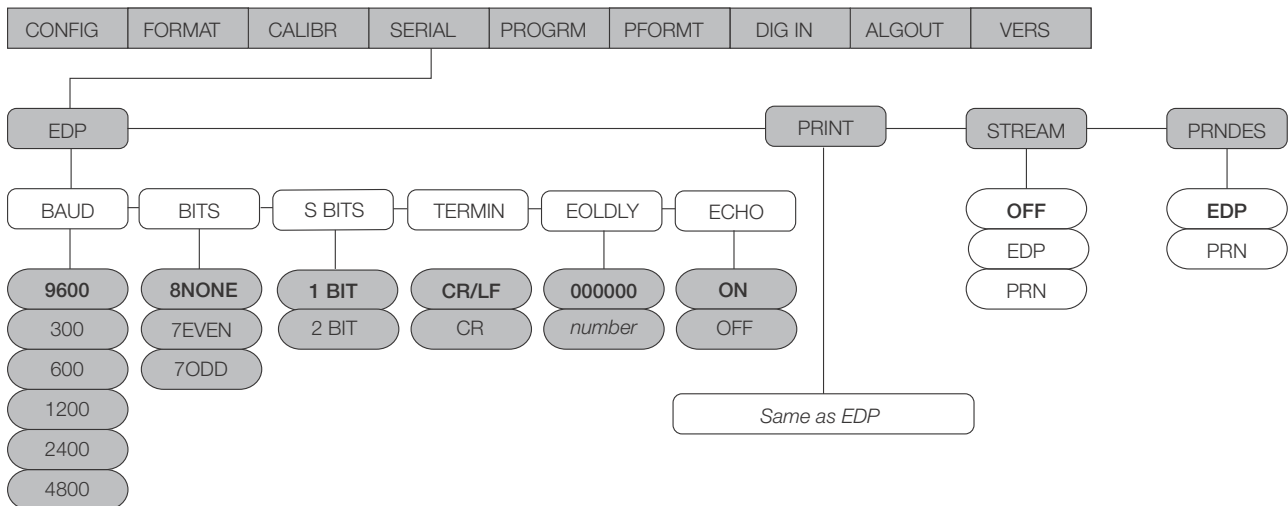 CONFIG FORMAT CALIBR SERIAL PROGRM PFORMT DIG IN ALGOUT VERS
EDP PRINT STREAM PRNDES
BAUD BITS S BITS TERMIN EOLDLY ECHO OFF EDP
EDP PRN
9600 8NONE 1 BIT CR/LF 000000 ON PRN
300 7EVEN 2 BIT CR number OFF
600 7ODD
1200 Same as EDP
2400
4800